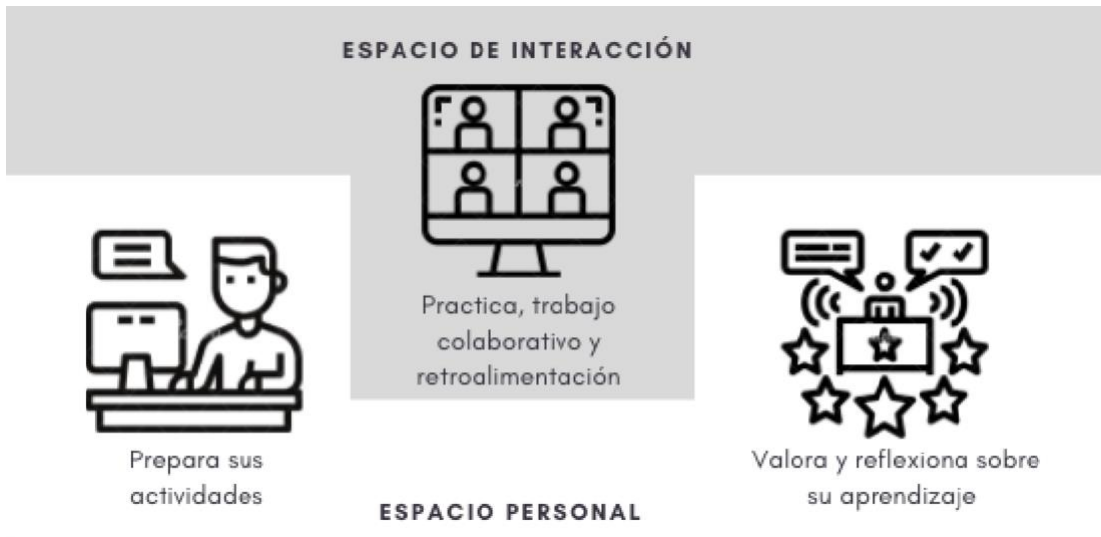 ESPACIO DE INTERACCIÓN
Practica, trabajo
colaborativo y
retroalimentación
Prepara sus
actividades
Valora y reflexiona sobre
su aprendizaje
ESPACIO PERSONAL